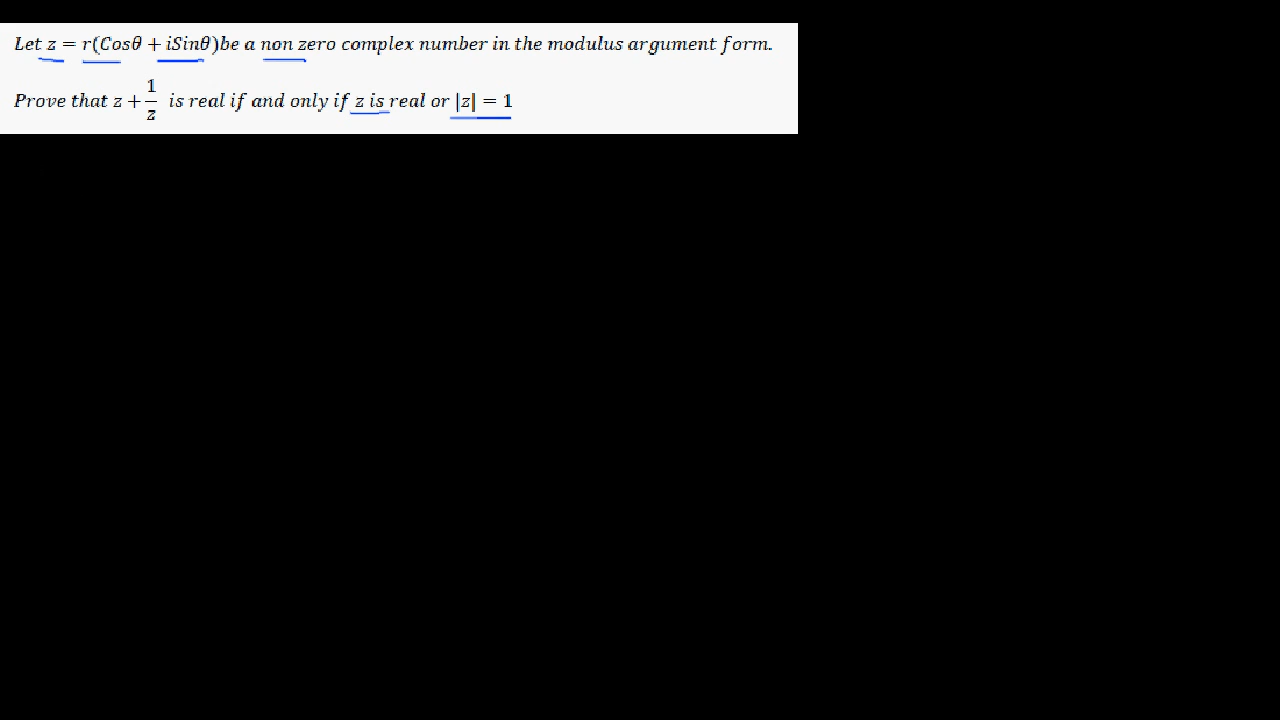 Let z = r(Cosθ + iSinθ)be a non zero complex number in the modulus argument form.
Prove that z + 1/z is real if and only if z is real or |z| = 1